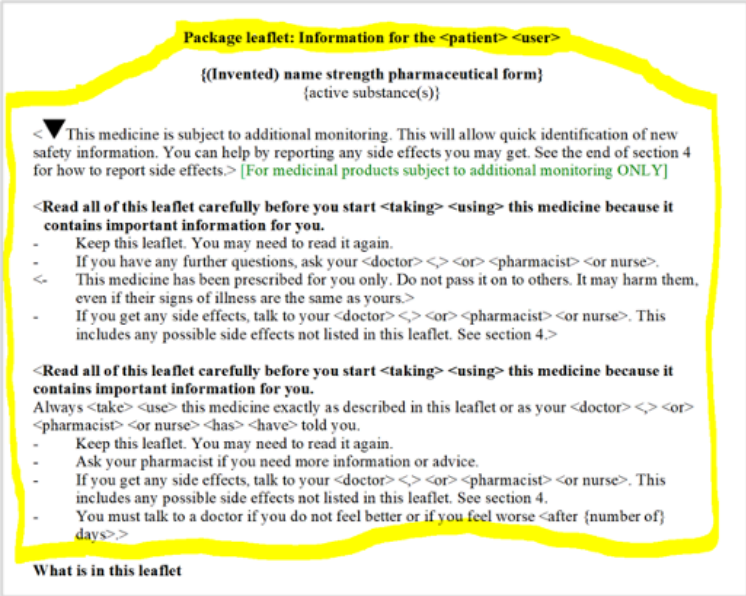 Package leaflet: Information for the <patient> <user>
{(Invented) name strength pharmaceutical form}
{active substance(s)}
<▼This medicine is subject to additional monitoring. This will allow quick identification of new
safety information. You can help by reporting any side effects you may get. See the end of section 4
for how to report side effects.> [For medicinal products subject to additional monitoring ONLY]
<Read all of this leaflet carefully before you start <taking> <using> this medicine because it
contains important information for you.
- Keep this leaflet. You may need to read it again.
- If you have any further questions, ask your <doctor> <,> <or> <pharmacist> <or nurse>.
<- This medicine has been prescribed for you only. Do not pass it on to others. It may harm them,
even if their signs of illness are the same as yours.>
- If you get any side effects, talk to your <doctor> <,> <or> <pharmacist> <or nurse>. This
includes any possible side effects not listed in this leaflet. See section 4.>
<Read all of this leaflet carefully before you start <taking> <using> this medicine because it
contains important information for you.
Always <take> <use> this medicine exactly as described in this leaflet or as your <doctor> <,> <or>
<pharmacist> <or nurse> <has> <have> told you.
- Keep this leaflet. You may need to read it again.
- Ask your pharmacist if you need more information or advice.
- If you get any side effects, talk to your <doctor> <,> <or> <pharmacist> <or nurse>. This
includes any possible side effects not listed in this leaflet. See section 4.
- You must talk to a doctor if you do not feel better or if you feel worse <after {number of}
days>.>
What is in this leaflet